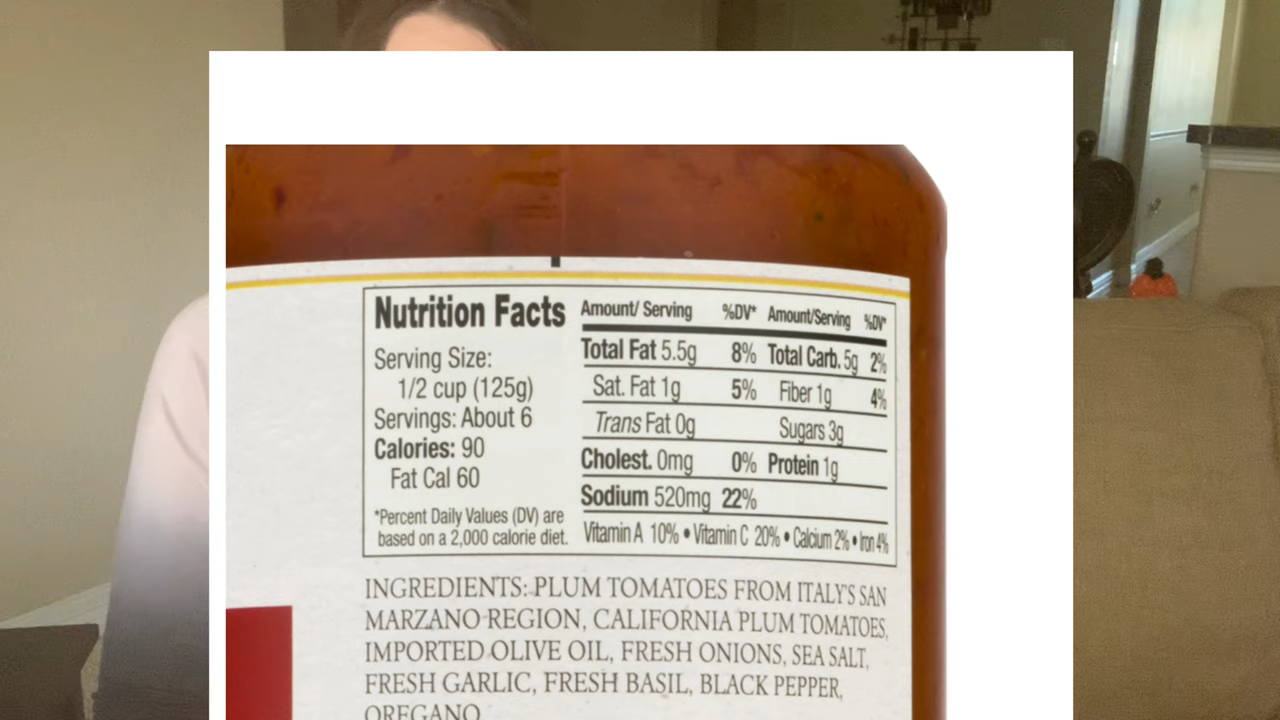 Nutrition Facts
Serving Size:
1/2 cup (125g)
Servings: About 6
Calories: 90
Fat Cal 60
*Percent Daily Values (DV) are
based on a 2,000 calorie diet.
Amount/ Serving %DV* Amount/Serving %DV*
Total Fat 5.5g 8% Total Carb. 5g 2%
Sat. Fat 1g 5% Fiber 1g 4%
Trans Fat 0g Sugars 3g
Cholest. 0mg 0% Protein 1g
Sodium 520mg 22%
Vitamin A 10% • Vitamin C 20% • Calcium 2% • Iron 4%
INGREDIENTS: PLUM TOMATOES FROM ITALY'S SAN
MARZANO REGION, CALIFORNIA PLUM TOMATOES,
IMPORTED OLIVE OIL, FRESH ONIONS, SEA SALT,
FRESH GARLIC, FRESH BASIL, BLACK PEPPER,
OREGANO